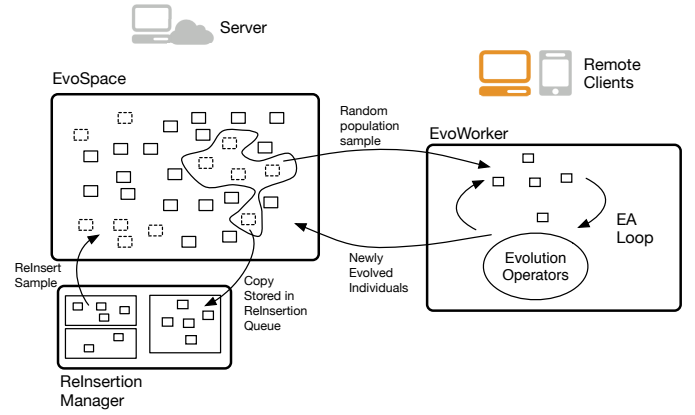 Server
EvoSpace
Remote
Clients
Random
population
sample
EvoWorker
EA
Loop
Evolution
Operators
Newly
Evolved
Individuals
ReInsert
Sample
Copy
Stored in
ReInsertion
Queue
ReInsertion
Manager